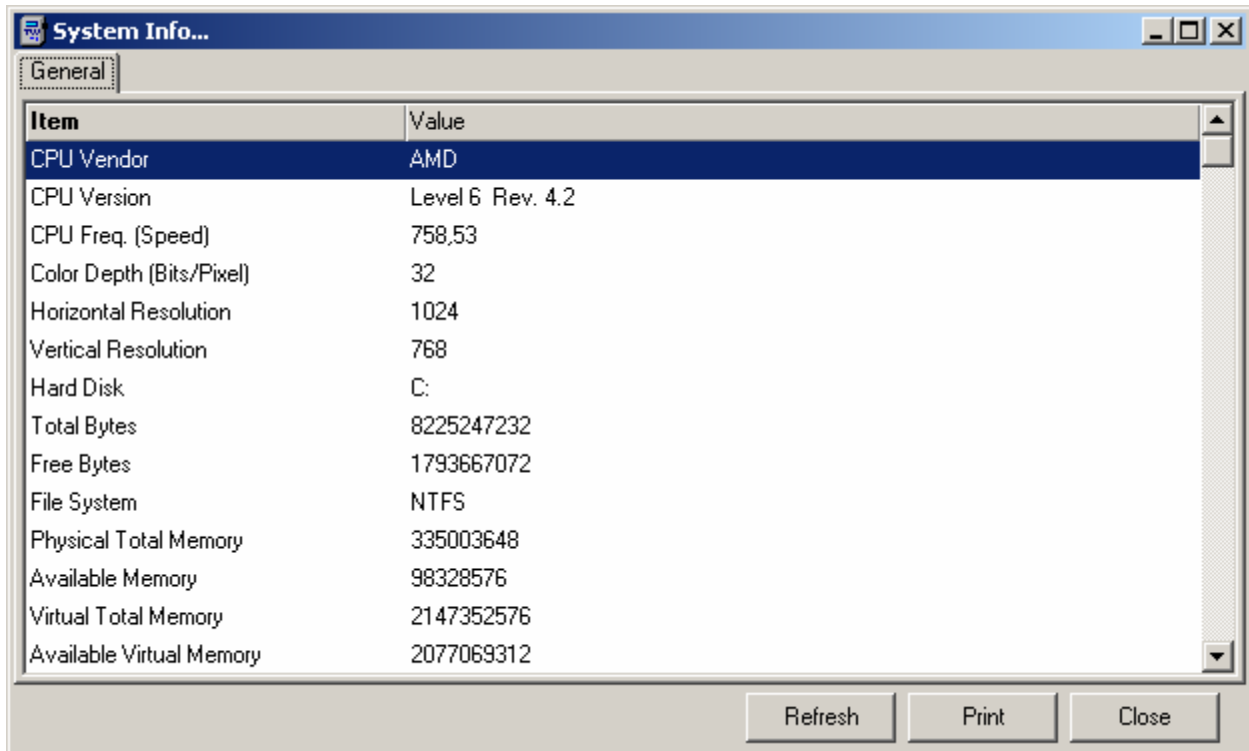 System Info...
General
Item Value
CPU Vendor AMD
CPU Version Level 6 Rev. 4.2
CPU Freq. (Speed) 758,53
Color Depth (Bits/Pixel) 32
Horizontal Resolution 1024
Vertical Resolution 768
Hard Disk C:
Total Bytes 8225247232
Free Bytes 1793667072
File System NTFS
Physical Total Memory 335003648
Available Memory 98328576
Virtual Total Memory 2147352576
Available Virtual Memory 2077069312
Refresh Print Close